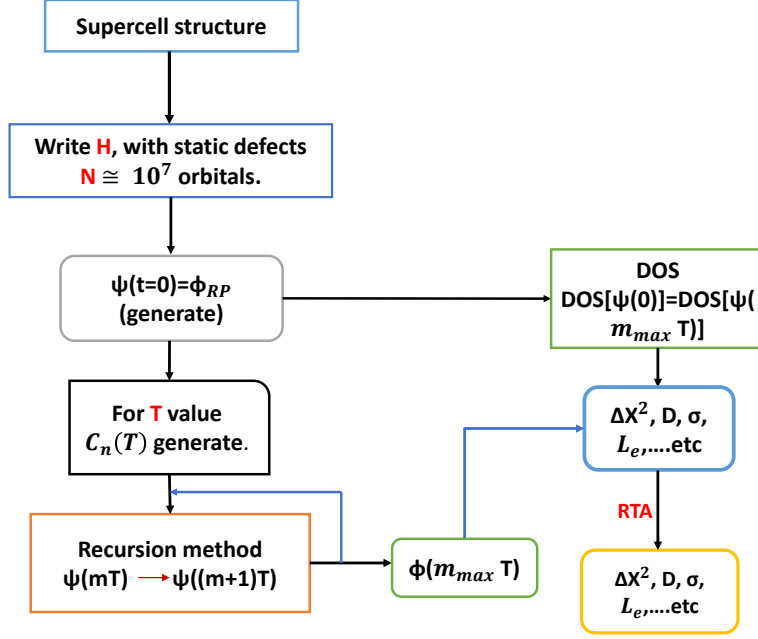 Supercell structure
Write H, with static defects
N ≅ 10⁷ orbitals.
ψ(t=0)=ϕ_RP
(generate)
DOS
DOS[ψ(0)]=DOS[ψ(
m_max T)]
For T value
C_n(T) generate.
ΔX², D, σ,
L_e,....etc
RTA
Recursion method
ψ(mT) → ψ((m+1)T)
ϕ(m_max T)
ΔX², D, σ,
L_e,....etc